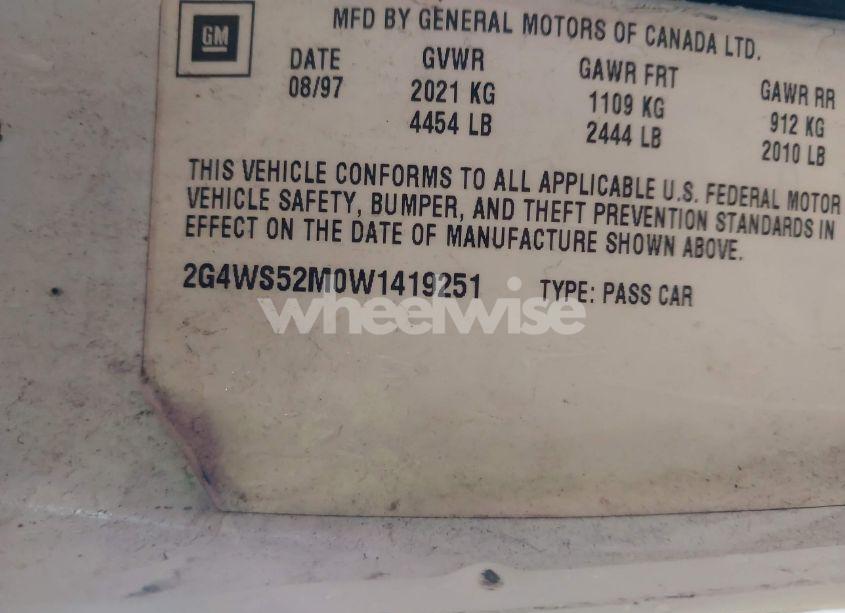 MFD BY GENERAL MOTORS OF CANADA LTD.
GM
DATE GVWR GAWR FRT GAWR RR
08/97 2021 KG 1109 KG 912 KG
4454 LB 2444 LB 2010 LB
THIS VEHICLE CONFORMS TO ALL APPLICABLE U.S. FEDERAL MOTOR
VEHICLE SAFETY, BUMPER, AND THEFT PREVENTION STANDARDS IN
EFFECT ON THE DATE OF MANUFACTURE SHOWN ABOVE.
2G4WS52M0W1419251 TYPE: PASS CAR
wheelwise